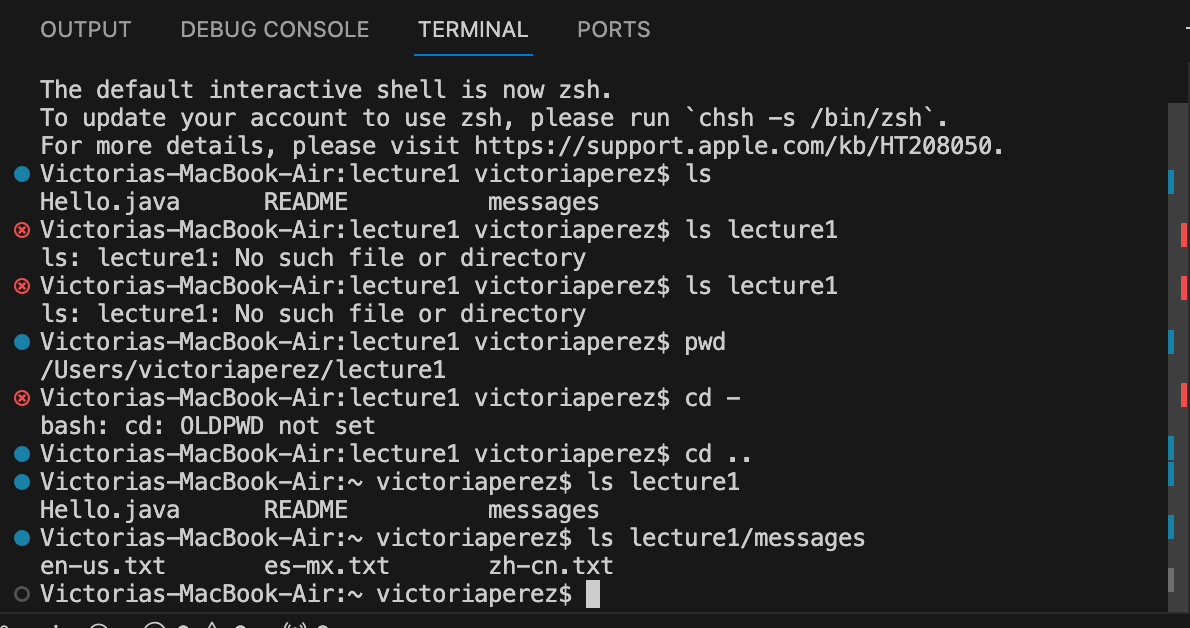 OUTPUT DEBUG CONSOLE TERMINAL PORTS
The default interactive shell is now zsh.
To update your account to use zsh, please run `chsh -s /bin/zsh`.
For more details, please visit https://support.apple.com/kb/HT208050.
Victorias-MacBook-Air:lecture1 victoriaperez$ ls
Hello.java README messages
Victorias-MacBook-Air:lecture1 victoriaperez$ ls lecture1
ls: lecture1: No such file or directory
Victorias-MacBook-Air:lecture1 victoriaperez$ ls lecture1
ls: lecture1: No such file or directory
Victorias-MacBook-Air:lecture1 victoriaperez$ pwd
/Users/victoriaperez/lecture1
Victorias-MacBook-Air:lecture1 victoriaperez$ cd -
bash: cd: OLDPWD not set
Victorias-MacBook-Air:lecture1 victoriaperez$ cd ..
Victorias-MacBook-Air:~ victoriaperez$ ls lecture1
Hello.java README messages
Victorias-MacBook-Air:~ victoriaperez$ ls lecture1/messages
en-us.txt es-mx.txt zh-cn.txt
Victorias-MacBook-Air:~ victoriaperez$